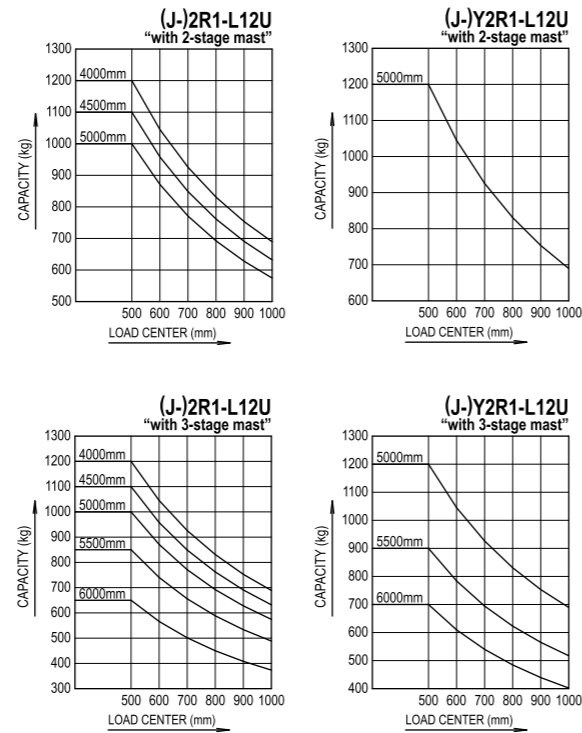 (J-)2R1-L12U
“with 2-stage mast”
1300
1200
1100
1000
900
800
700
600
500
4000mm
4500mm
5000mm
CAPACITY (kg)
500 600 700 800 900 1000
LOAD CENTER (mm)
(J-)Y2R1-L12U
“with 2-stage mast”
1300
1200
1100
1000
900
800
700
600
5000mm
CAPACITY (kg)
500 600 700 800 900 1000
LOAD CENTER (mm)
(J-)2R1-L12U
“with 3-stage mast”
1300
1200
1100
1000
900
800
700
600
500
400
300
4000mm
4500mm
5000mm
5500mm
6000mm
CAPACITY (kg)
500 600 700 800 900 1000
LOAD CENTER (mm)
(J-)Y2R1-L12U
“with 3-stage mast”
1300
1200
1100
1000
900
800
700
600
500
400
5000mm
5500mm
6000mm
CAPACITY (kg)
500 600 700 800 900 1000
LOAD CENTER (mm)